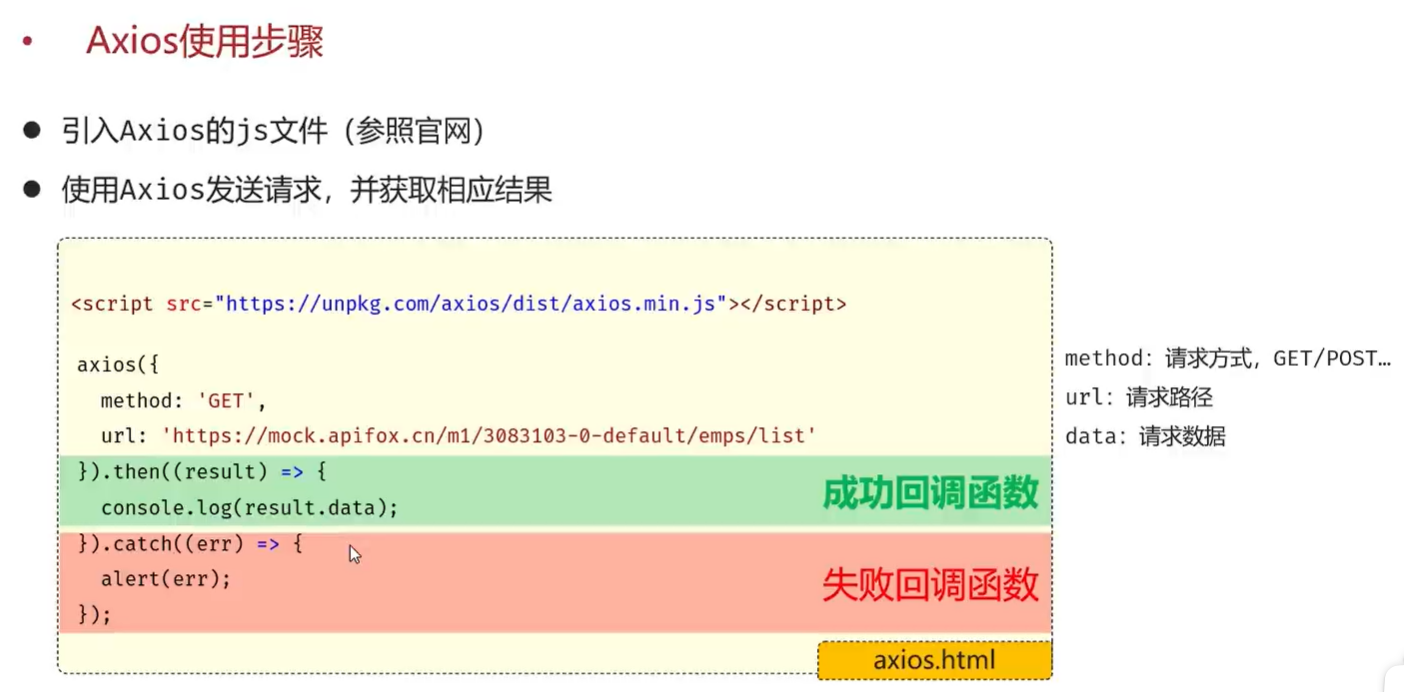 • Axios使用步骤
● 引入Axios的js文件（参照官网）
● 使用Axios发送请求，并获取相应结果
<script src="https://unpkg.com/axios/dist/axios.min.js"></script>
axios({
  method: 'GET',
  url: 'https://mock.apifox.cn/m1/3083103-0-default/emps/list'
}).then((result) => {
  console.log(result.data);
成功回调函数
}).catch((err) => {
  alert(err);
});
失败回调函数
axios.html
method：请求方式，GET/POST…
url：请求路径
data：请求数据